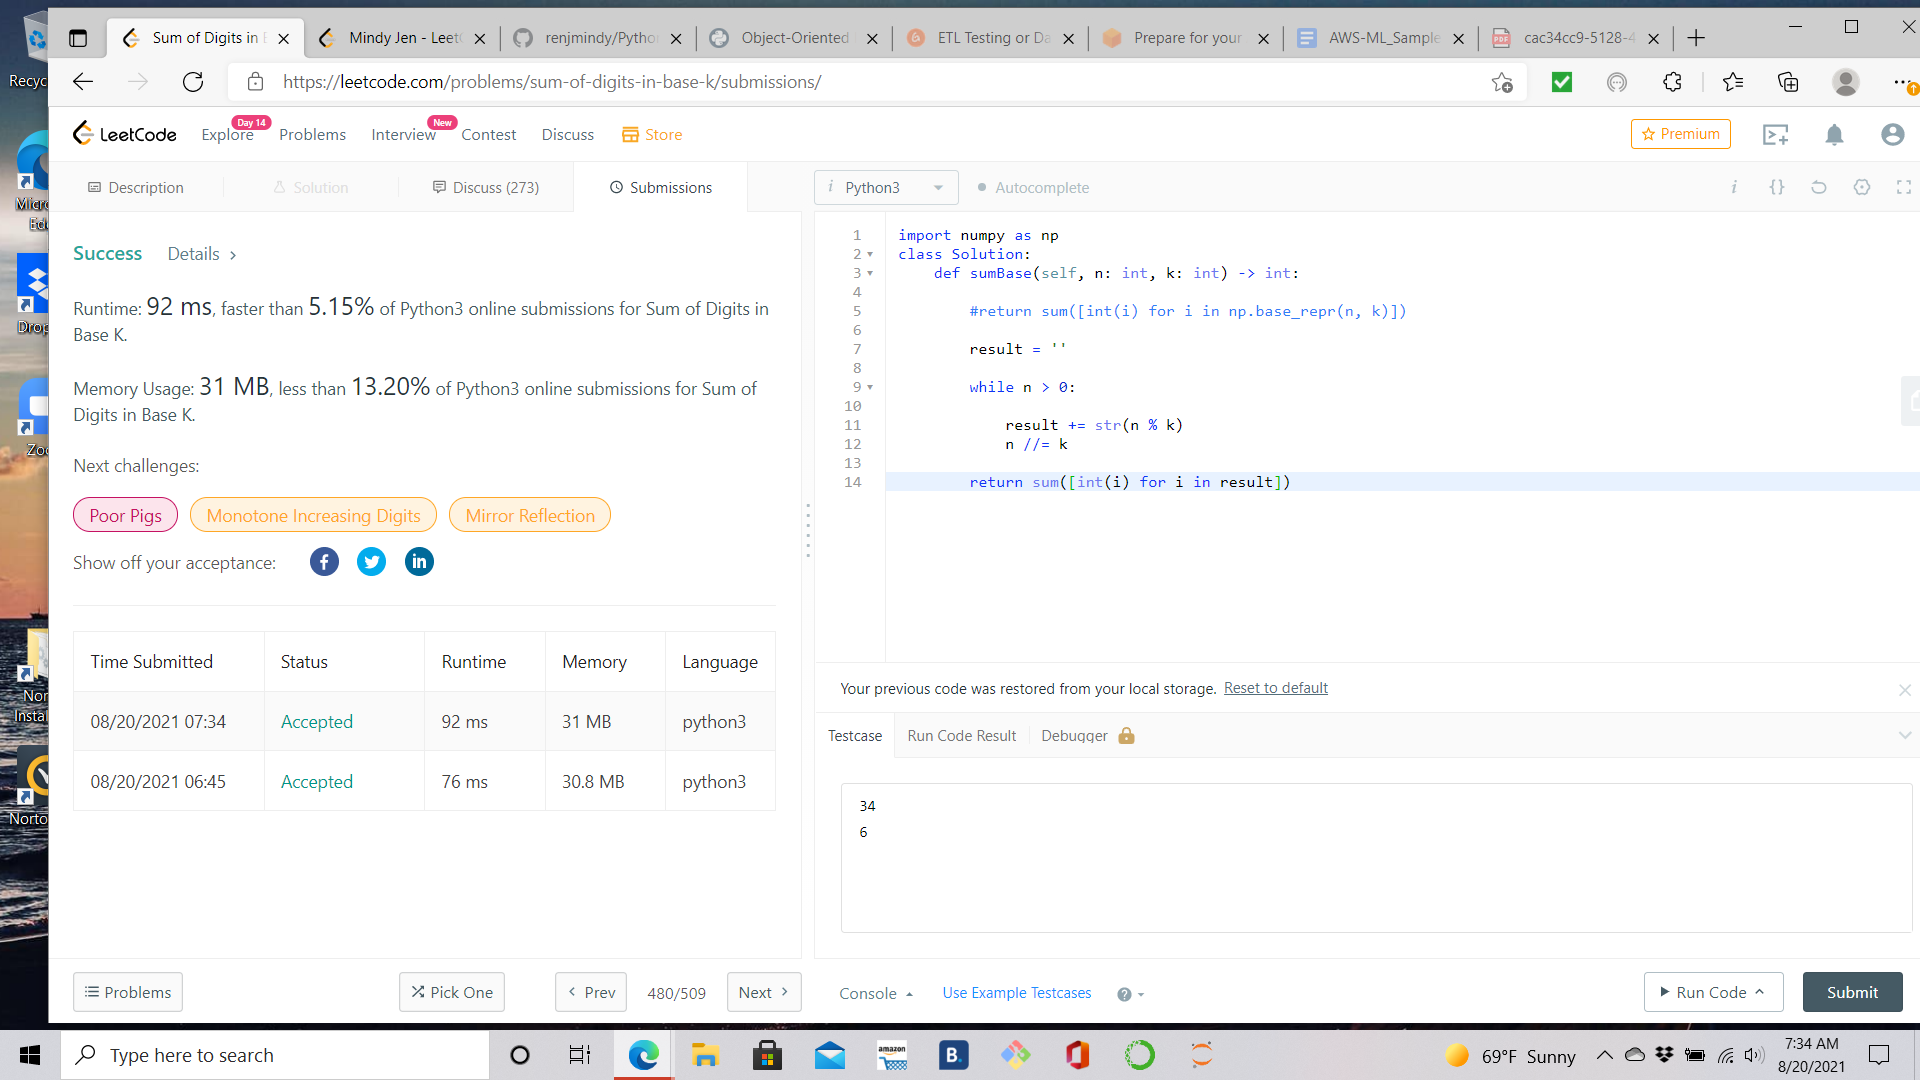 Recyc
Micro
Ed
Drop
Zoo
Nor
Instal
Norto
Sum of Digits in
Mindy Jen - Leet
renjmindy/Pytho
Object-Oriented
ETL Testing or Da
Prepare for your
AWS-ML_Sample
cac34cc9-5128-4
https://leetcode.com/problems/sum-of-digits-in-base-k/submissions/
LeetCode
Explore
Day 14
Problems
Interview
New
Contest
Discuss
Store
Premium
Description
Solution
Discuss (273)
Submissions
i Python3
Autocomplete
i {}
Success
Details >
Runtime: 92 ms, faster than 5.15% of Python3 online submissions for Sum of Digits in
Base K.
Memory Usage: 31 MB, less than 13.20% of Python3 online submissions for Sum of
Digits in Base K.
Next challenges:
Poor Pigs
Monotone Increasing Digits
Mirror Reflection
Show off your acceptance:
f
in
Time Submitted Status Runtime Memory Language
08/20/2021 07:34 Accepted 92 ms 31 MB python3
08/20/2021 06:45 Accepted 76 ms 30.8 MB python3
1 import numpy as np
2 class Solution:
3 def sumBase(self, n: int, k: int) -> int:
4
5 #return sum([int(i) for i in np.base_repr(n, k)])
6
7 result = ''
8
9 while n > 0:
10
11 result += str(n % k)
12 n //= k
13
14 return sum([int(i) for i in result])
Your previous code was restored from your local storage. Reset to default
Testcase
Run Code Result
Debugger
34
6
Problems
Pick One
< Prev
480/509
Next >
Console
Use Example Testcases
?
Run Code
Submit
Type here to search
amazon
B.
69°F Sunny
7:34 AM
8/20/2021